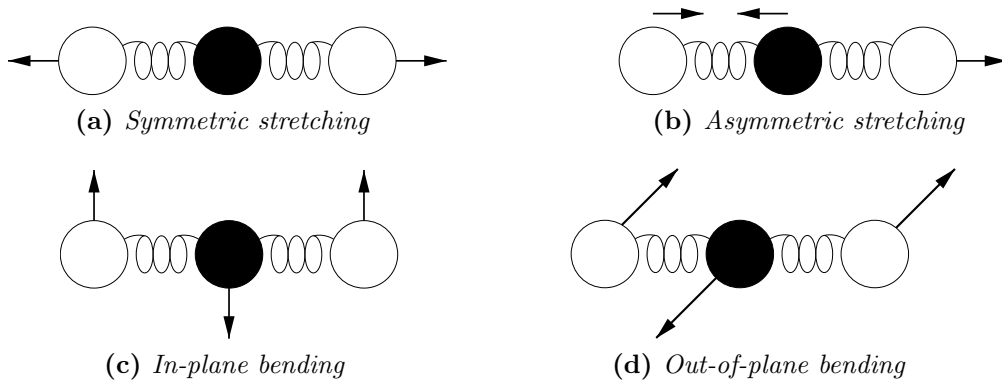 (a) Symmetric stretching
(b) Asymmetric stretching
(c) In-plane bending
(d) Out-of-plane bending